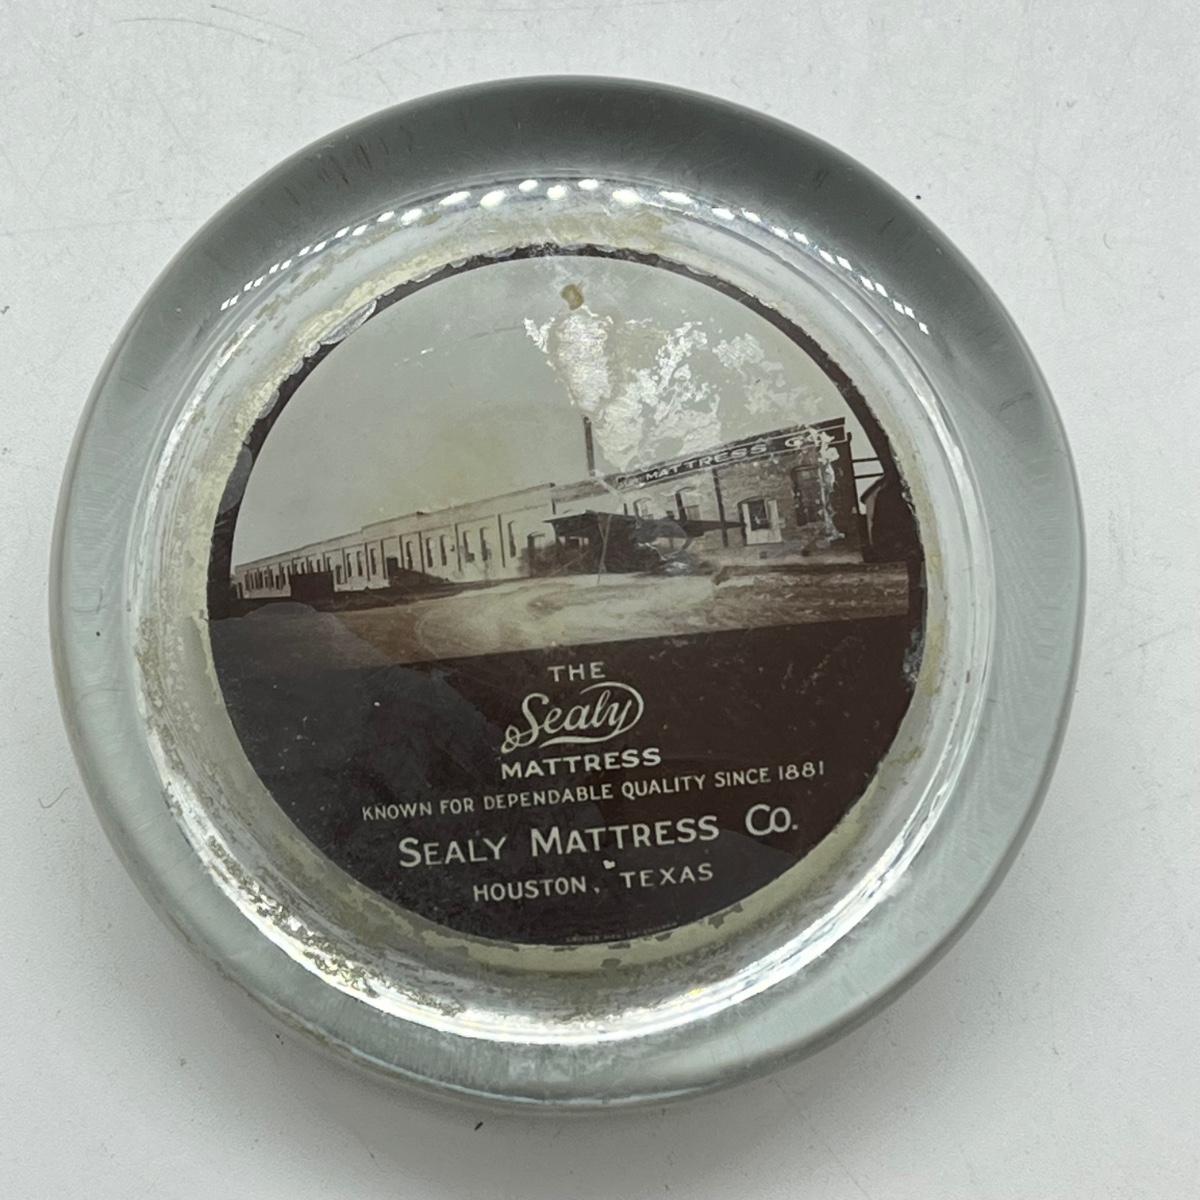 MATTRESS CO.
THE
Sealy
MATTRESS
KNOWN FOR DEPENDABLE QUALITY SINCE 1881
SEALY MATTRESS CO.
HOUSTON, TEXAS